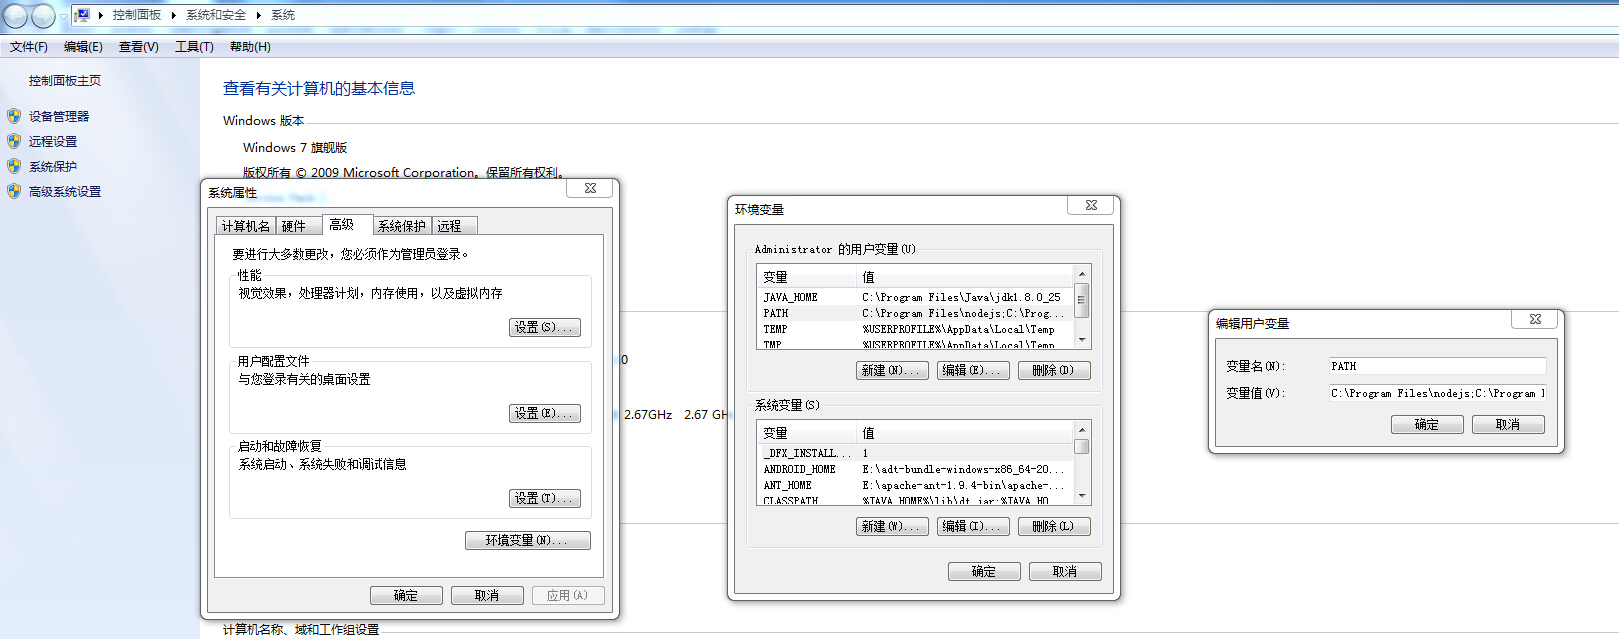 控制面板 ▸ 系统和安全 ▸ 系统
文件(F) 编辑(E) 查看(V) 工具(T) 帮助(H)
控制面板主页
设备管理器
远程设置
系统保护
高级系统设置
查看有关计算机的基本信息
Windows 版本
Windows 7 旗舰版
版权所有 © 2009 Microsoft Corporation。保留所有权利。
系统属性
计算机名 硬件 高级 系统保护 远程
要进行大多数更改，您必须作为管理员登录。
性能
视觉效果，处理器计划，内存使用，以及虚拟内存
设置(S)...
用户配置文件
与您登录有关的桌面设置
设置(E)...
启动和故障恢复
系统启动、系统失败和调试信息
设置(T)...
环境变量(N)...
确定 取消 应用(A)
0
2.67GHz 2.67 GH
计算机名称、域和工作组设置
环境变量
Administrator 的用户变量(U)
变量 值
JAVA_HOME C:\Program Files\Java\jdk1.8.0_25
PATH C:\Program Files\nodejs;C:\Prog...
TEMP %USERPROFILE%\AppData\Local\Temp
TMP %USERPROFILE%\AppData\Local\Temp
新建(N)... 编辑(E)... 删除(D)
系统变量(S)
变量 值
_DFX_INSTALL... 1
ANDROID_HOME E:\adt-bundle-windows-x86_64-20...
ANT_HOME E:\apache-ant-1.9.4-bin\apache-...
CLASSPATH %JAVA_HOME%\lib\dt.jar;%JAVA_HO
新建(W)... 编辑(I)... 删除(L)
确定 取消
编辑用户变量
变量名(N): PATH
变量值(V): C:\Program Files\nodejs;C:\Program
确定 取消